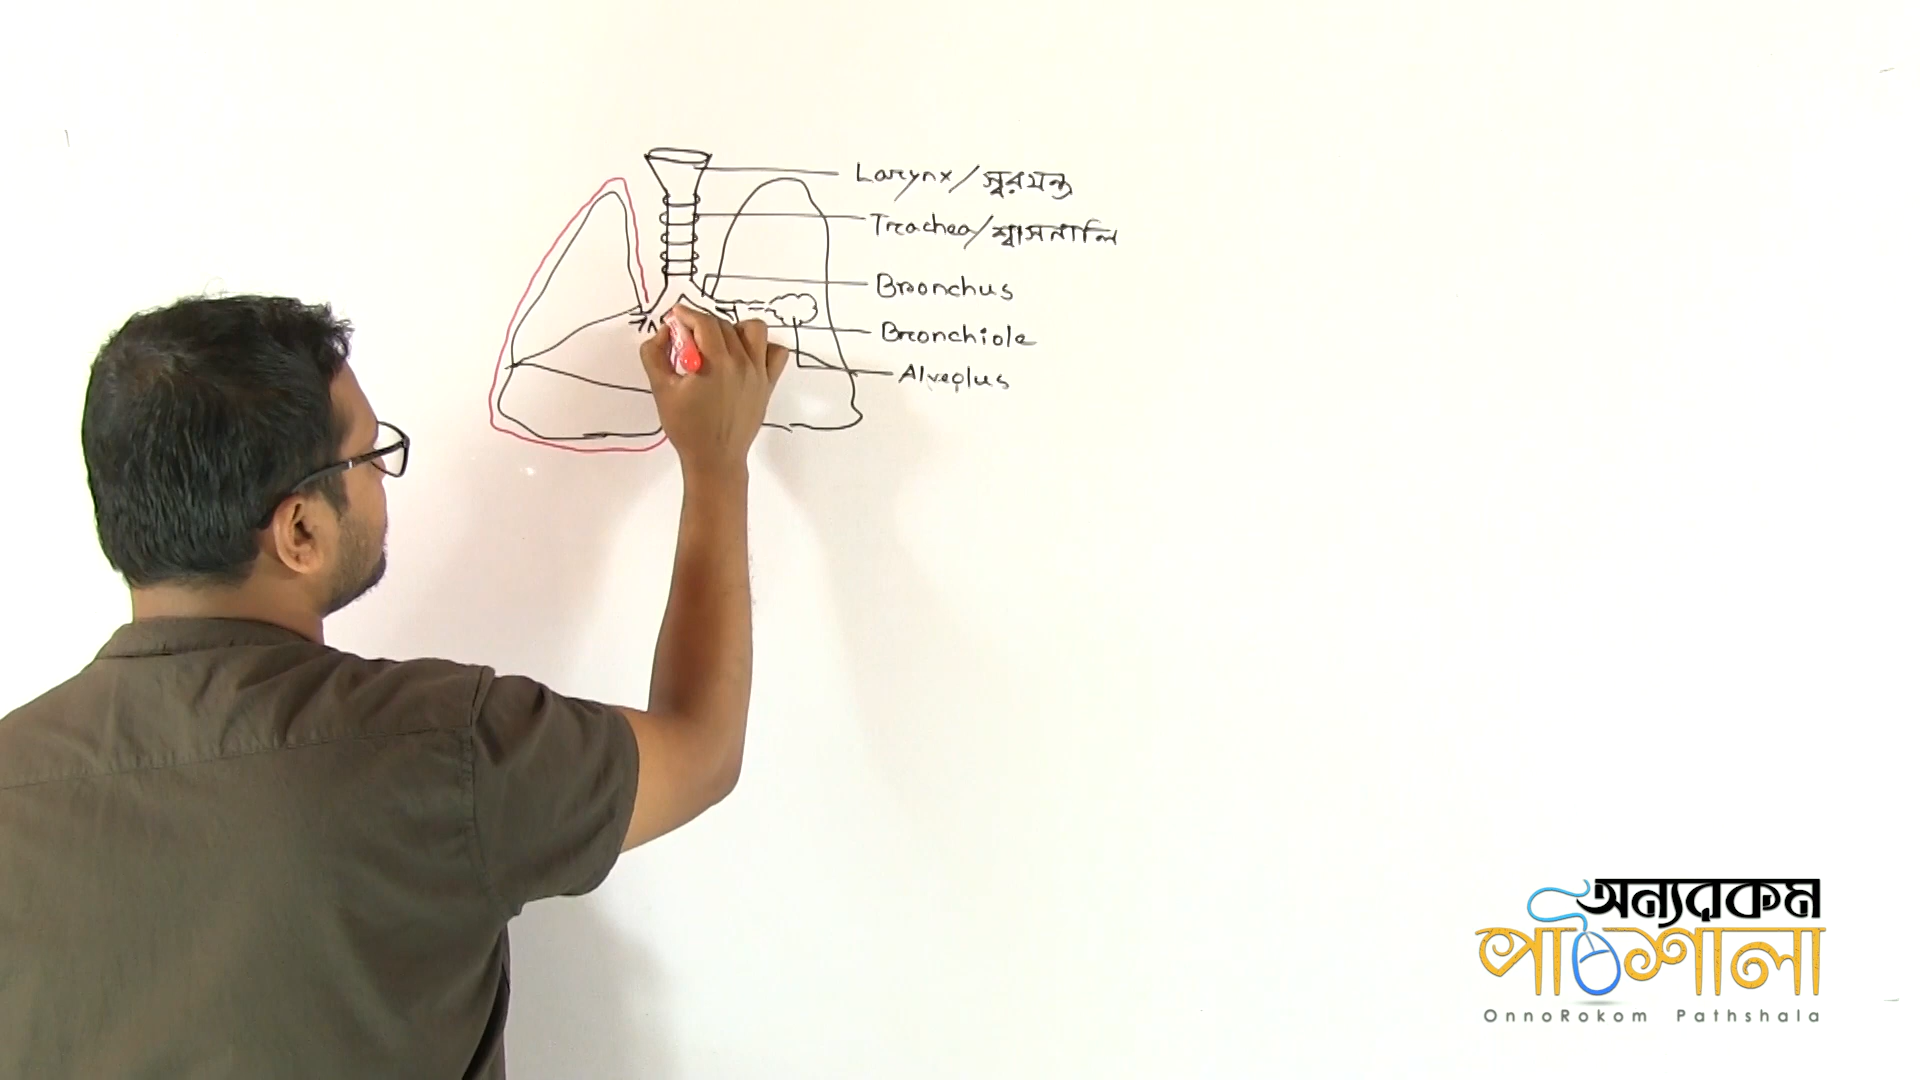 Larynx/স্বরযন্ত্র
Trachea/শ্বাসনালি
Bronchus
Bronchiole
Alveolus
অন্যরকম
পাঠশালা
OnnoRokom Pathshala